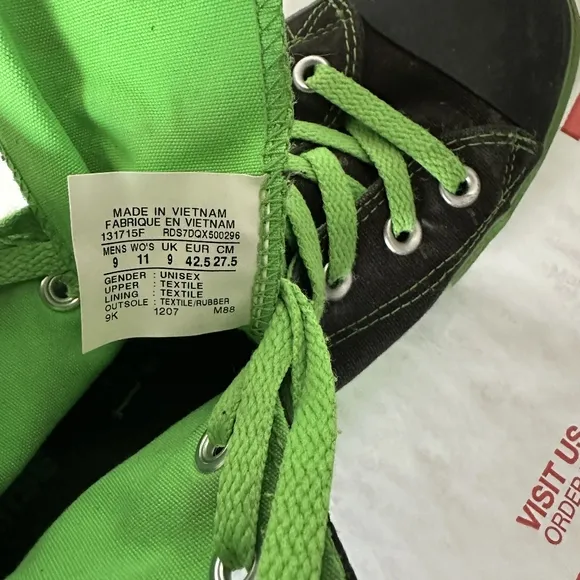 MADE IN VIETNAM
FABRIQUE EN VIETNAM
131715F RDS7DQX500296
MENS WO'S UK EUR CM
9 11 9 42,5 27.5
GENDER : UNISEX
UPPER : TEXTILE
LINING : TEXTILE
OUTSOLE : TEXTILE/RUBBER
9K 1207 M88
VISIT US
ORDER